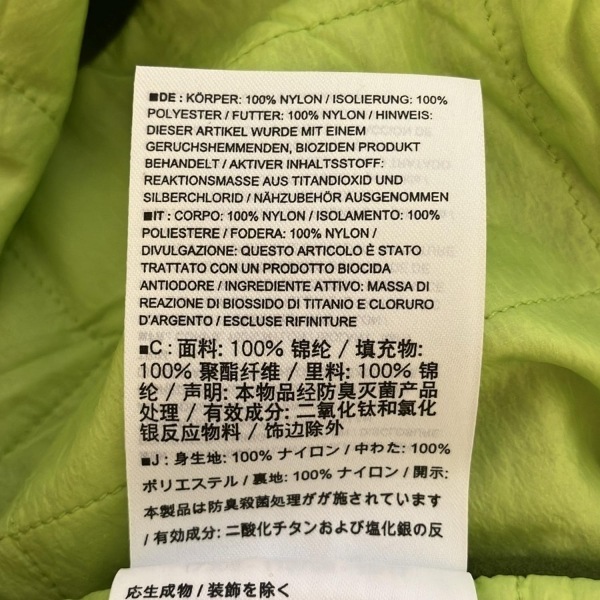 ■DE : KÖRPER: 100% NYLON / ISOLIERUNG: 100%
POLYESTER / FUTTER: 100% NYLON / HINWEIS:
DIESER ARTIKEL WURDE MIT EINEM
GERUCHSHEMMENDEN, BIOZIDEN PRODUKT
BEHANDELT / AKTIVER INHALTSSTOFF:
REAKTIONSMASSE AUS TITANDIOXID UND
SILBERCHLORID / NÄHZUBEHÖR AUSGENOMMEN
■IT : CORPO: 100% NYLON / ISOLAMENTO: 100%
POLIESTERE / FODERA: 100% NYLON /
DIVULGAZIONE: QUESTO ARTICOLO È STATO
TRATTATO CON UN PRODOTTO BIOCIDA
ANTIODORE / INGREDIENTE ATTIVO: MASSA DI
REAZIONE DI BIOSSIDO DI TITANIO E CLORURO
D'ARGENTO / ESCLUSE RIFINITURE
■C : 面料: 100% 锦纶 / 填充物:
100% 聚酯纤维 / 里料: 100% 锦
纶 / 声明: 本物品经防臭灭菌产品
处理 / 有效成分: 二氧化钛和氯化
银反应物料 / 饰边除外
■J : 身生地: 100% ナイロン / 中わた: 100%
ポリエステル / 裏地: 100% ナイロン / 開示:
本製品は防臭殺菌処理がが施されています
/ 有効成分: 二酸化チタンおよび塩化銀の反
応生成物 / 装飾を除く